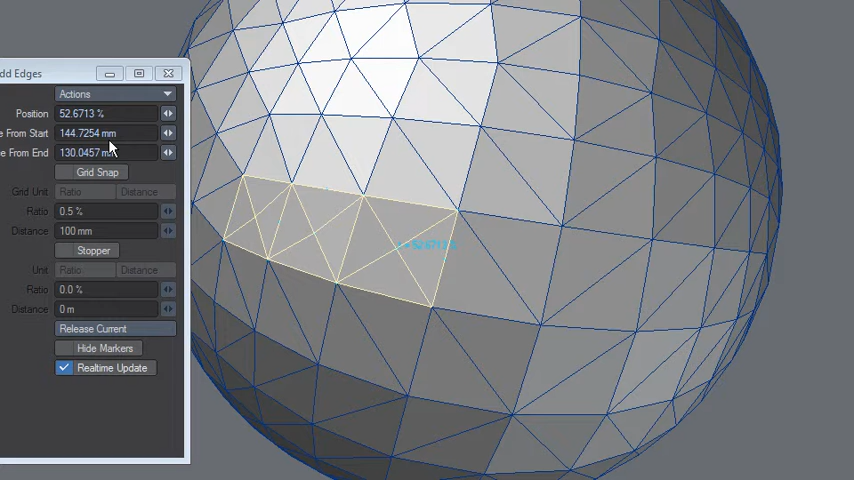 dd Edges
Actions
Position 52.6713 %
e From Start 144.7254 mm
e From End 130.0457 m
Grid Snap
Grid Unit Ratio Distance
Ratio 0.5 %
Distance 100 mm
Stopper
Unit Ratio Distance
Ratio 0.0 %
Distance 0 m
Release Current
Hide Markers
Realtime Update
52.6713 %